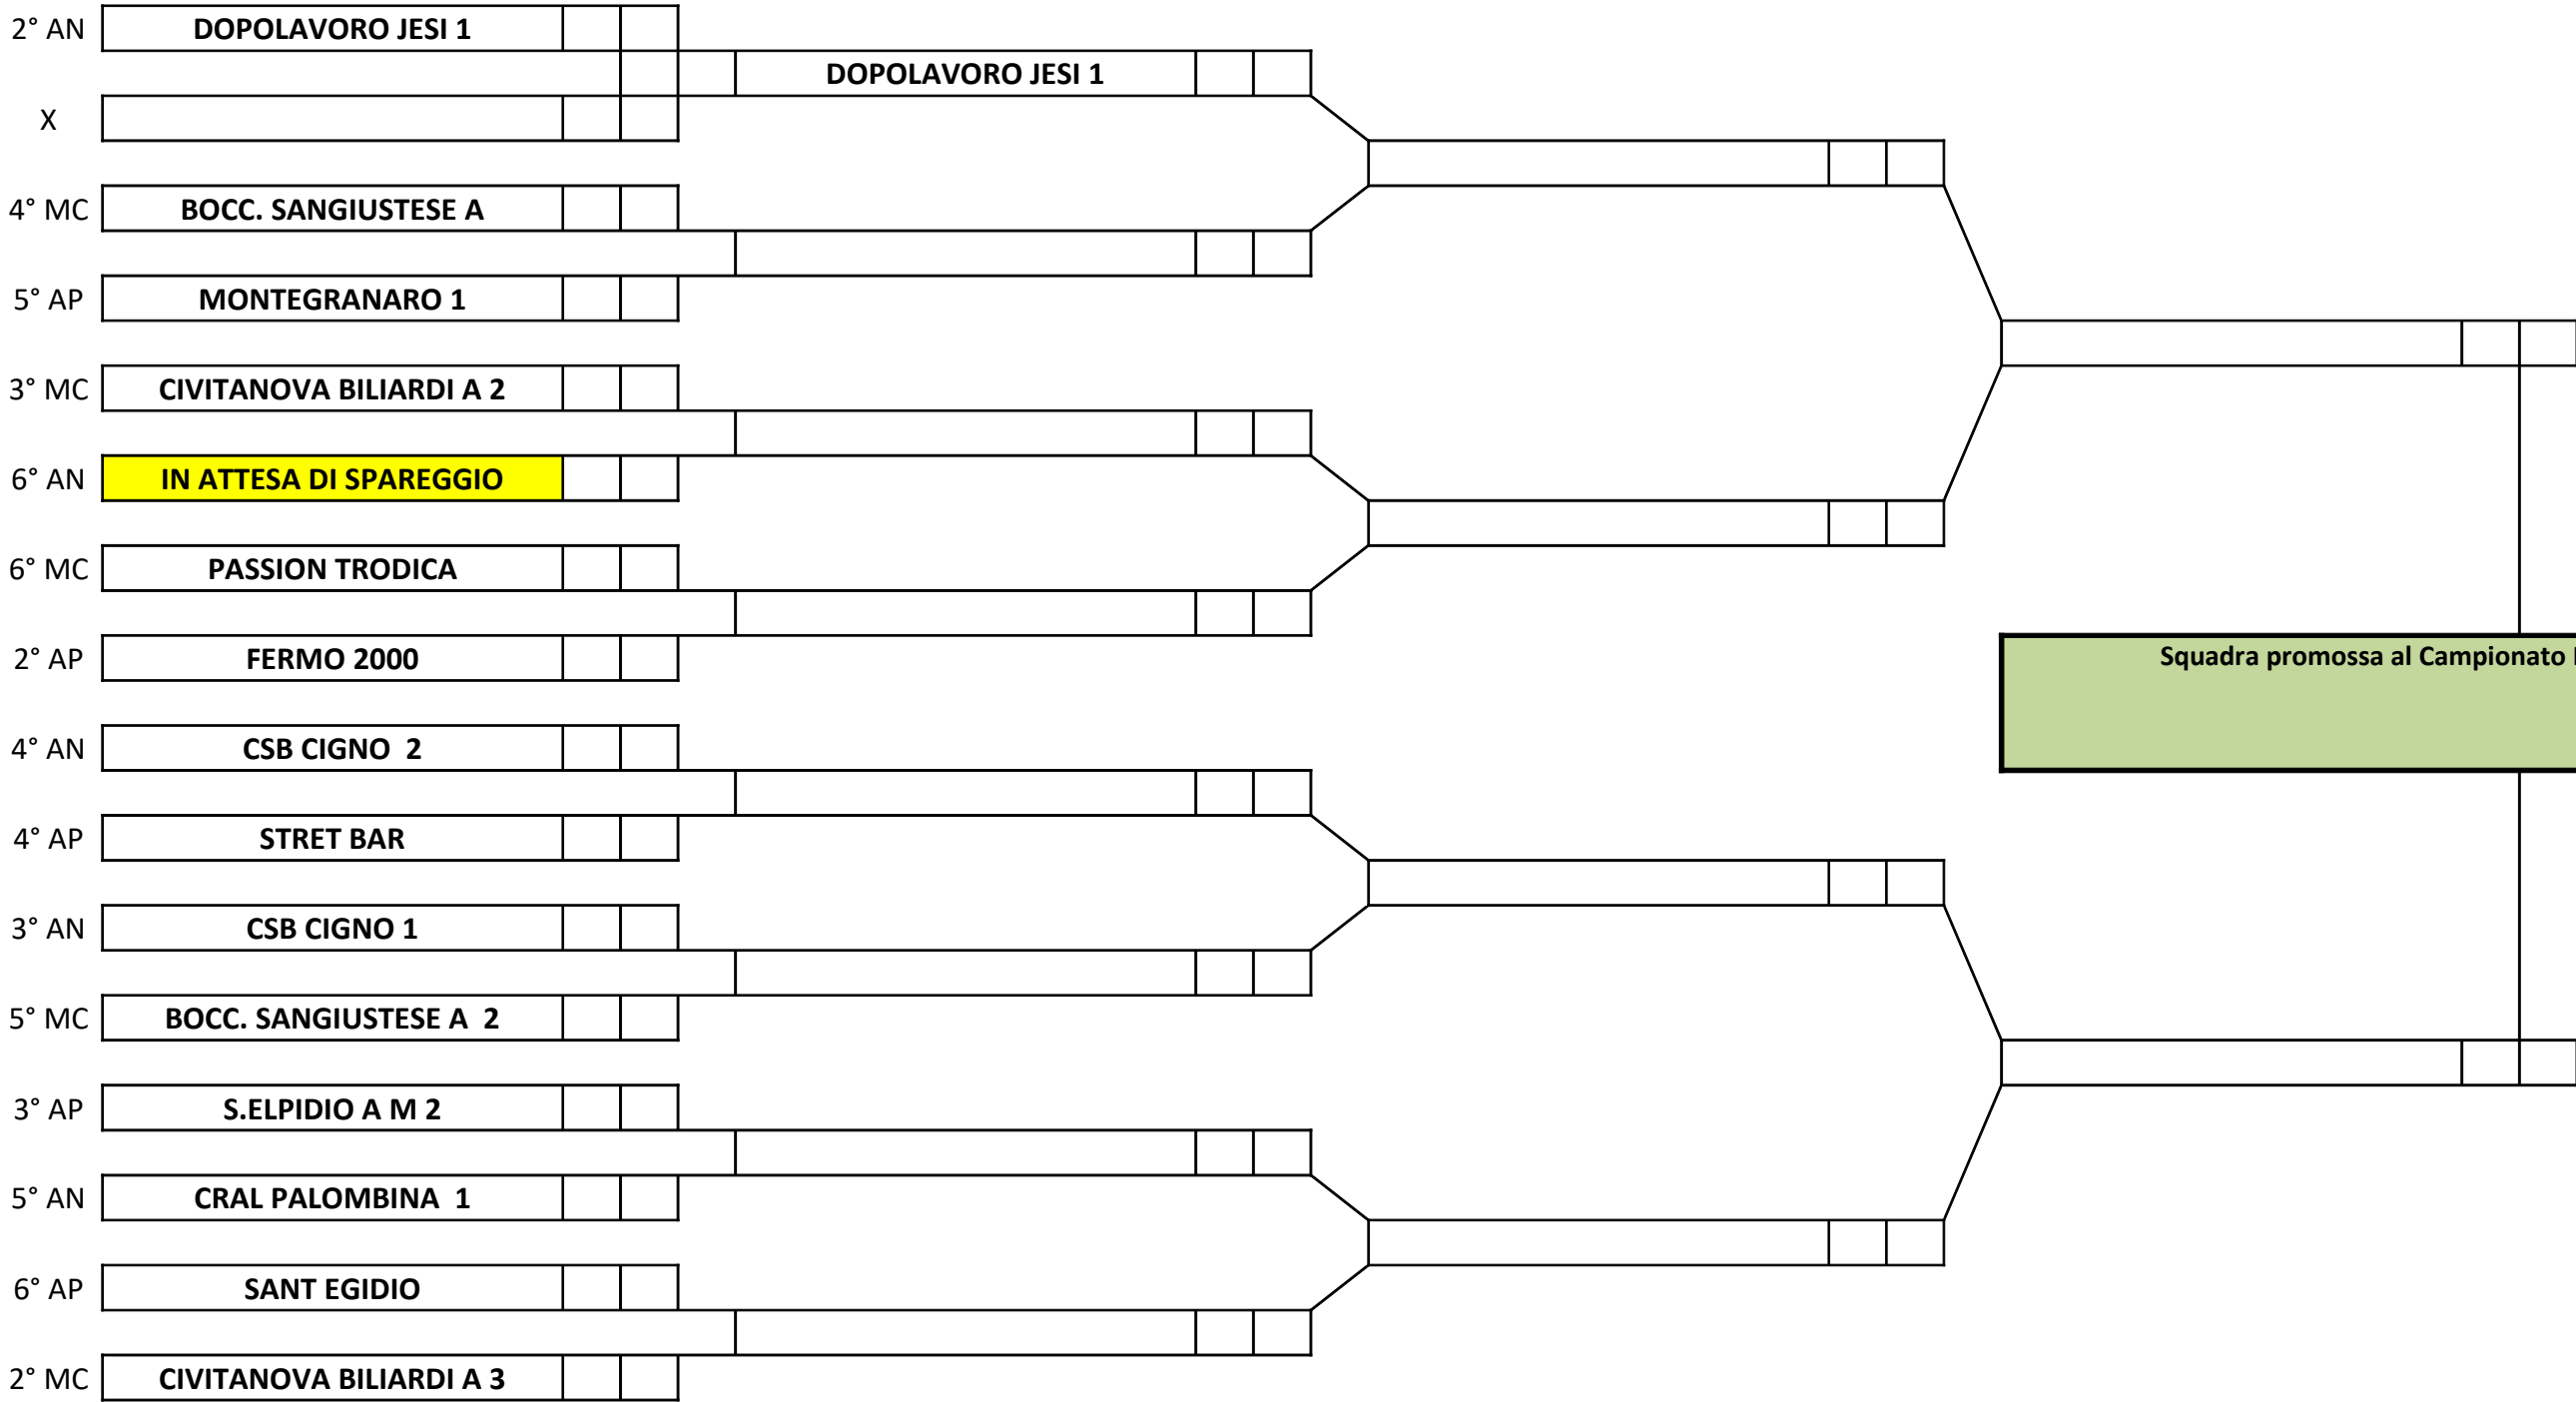 2° AN DOPOLAVORO JESI 1
DOPOLAVORO JESI 1
X
4° MC BOCC. SANGIUSTESE A
5° AP MONTEGRANARO 1
3° MC CIVITANOVA BILIARDI A 2
6° AN IN ATTESA DI SPAREGGIO
6° MC PASSION TRODICA
2° AP FERMO 2000
Squadra promossa al Campionato
4° AN CSB CIGNO 2
4° AP STRET BAR
3° AN CSB CIGNO 1
5° MC BOCC. SANGIUSTESE A 2
3° AP S.ELPIDIO A M 2
5° AN CRAL PALOMBINA 1
6° AP SANT EGIDIO
2° MC CIVITANOVA BILIARDI A 3